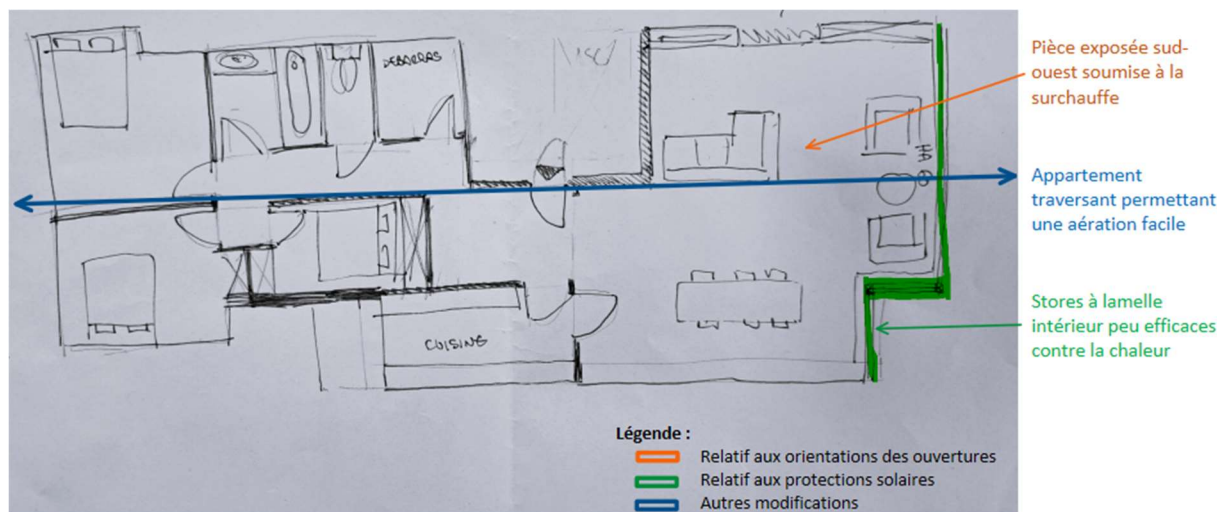 DEBARRAS
CUISINE
Pièce exposée sud-
ouest soumise à la
surchauffe
Appartement
traversant permettant
une aération facile
Stores à lamelle
intérieur peu efficaces
contre la chaleur
Légende :
Relatif aux orientations des ouvertures
Relatif aux protections solaires
Autres modifications